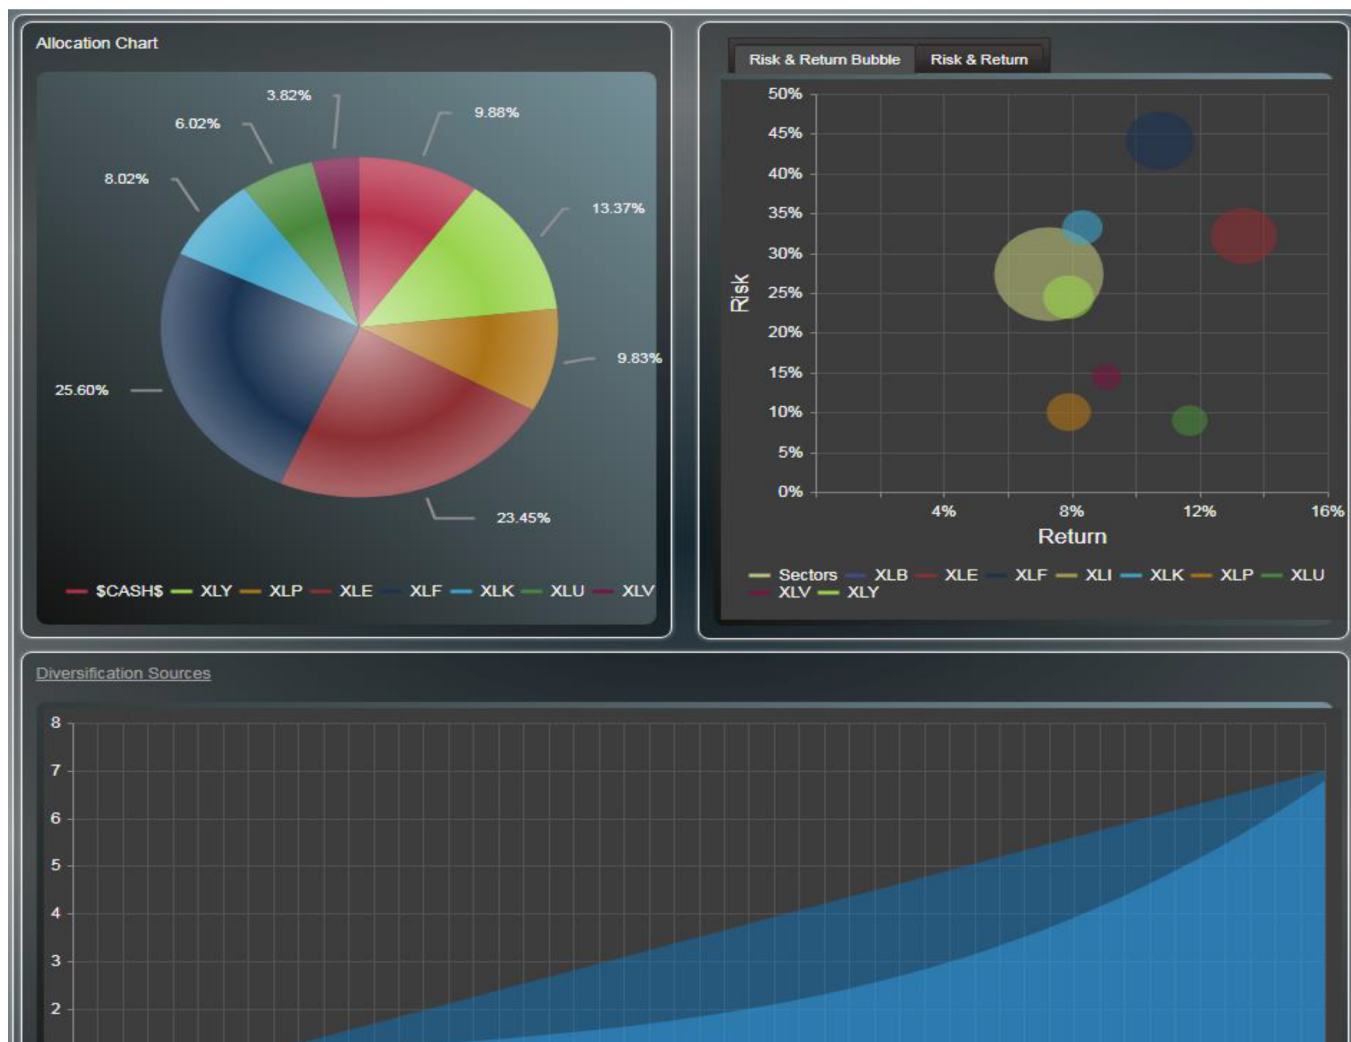 Allocation Chart
3.82%
9.88%
6.02%
8.02%
13.37%
9.83%
25.60%
23.45%
$CASH$ XLY XLP XLE XLF XLK XLU XLV
Risk & Return Bubble Risk & Return
50%
45%
40%
35%
30%
25%
20%
15%
10%
5%
0%
Risk
4% 8% 12% 16%
Return
Sectors XLB XLE XLF XLI XLK XLP XLU
XLV XLY
Diversification Sources
8
7
6
5
4
3
2